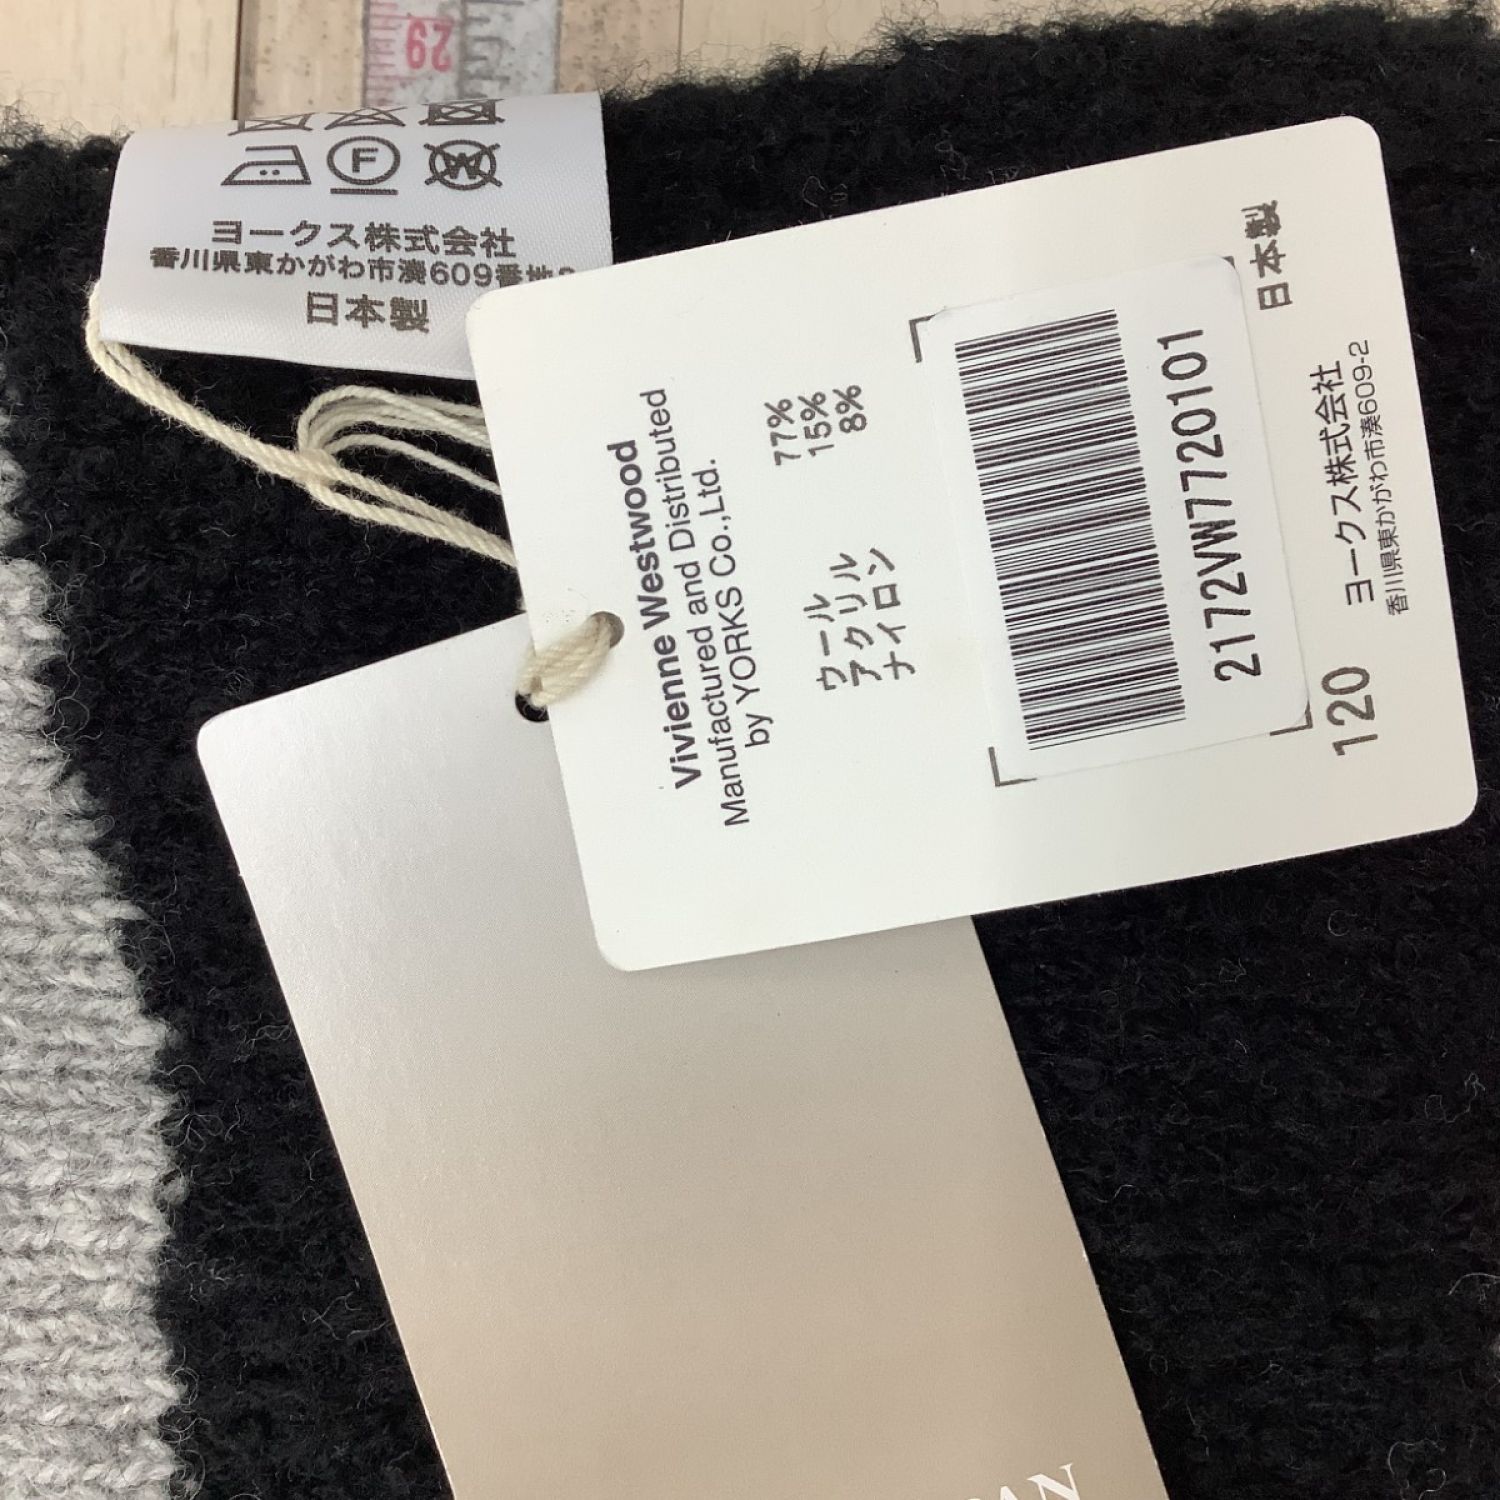 29
F
W
ヨークス株式会社
香川県東かがわ市湊609番地2
日本製
Vivienne Westwood
Manufactured and Distributed
by YORKS Co.,Ltd.
ウール 77%
アクリル 15%
ナイロン 8%
2172VW7720101
日本製
120
ヨークス株式会社
香川県東かがわ市湊609-2